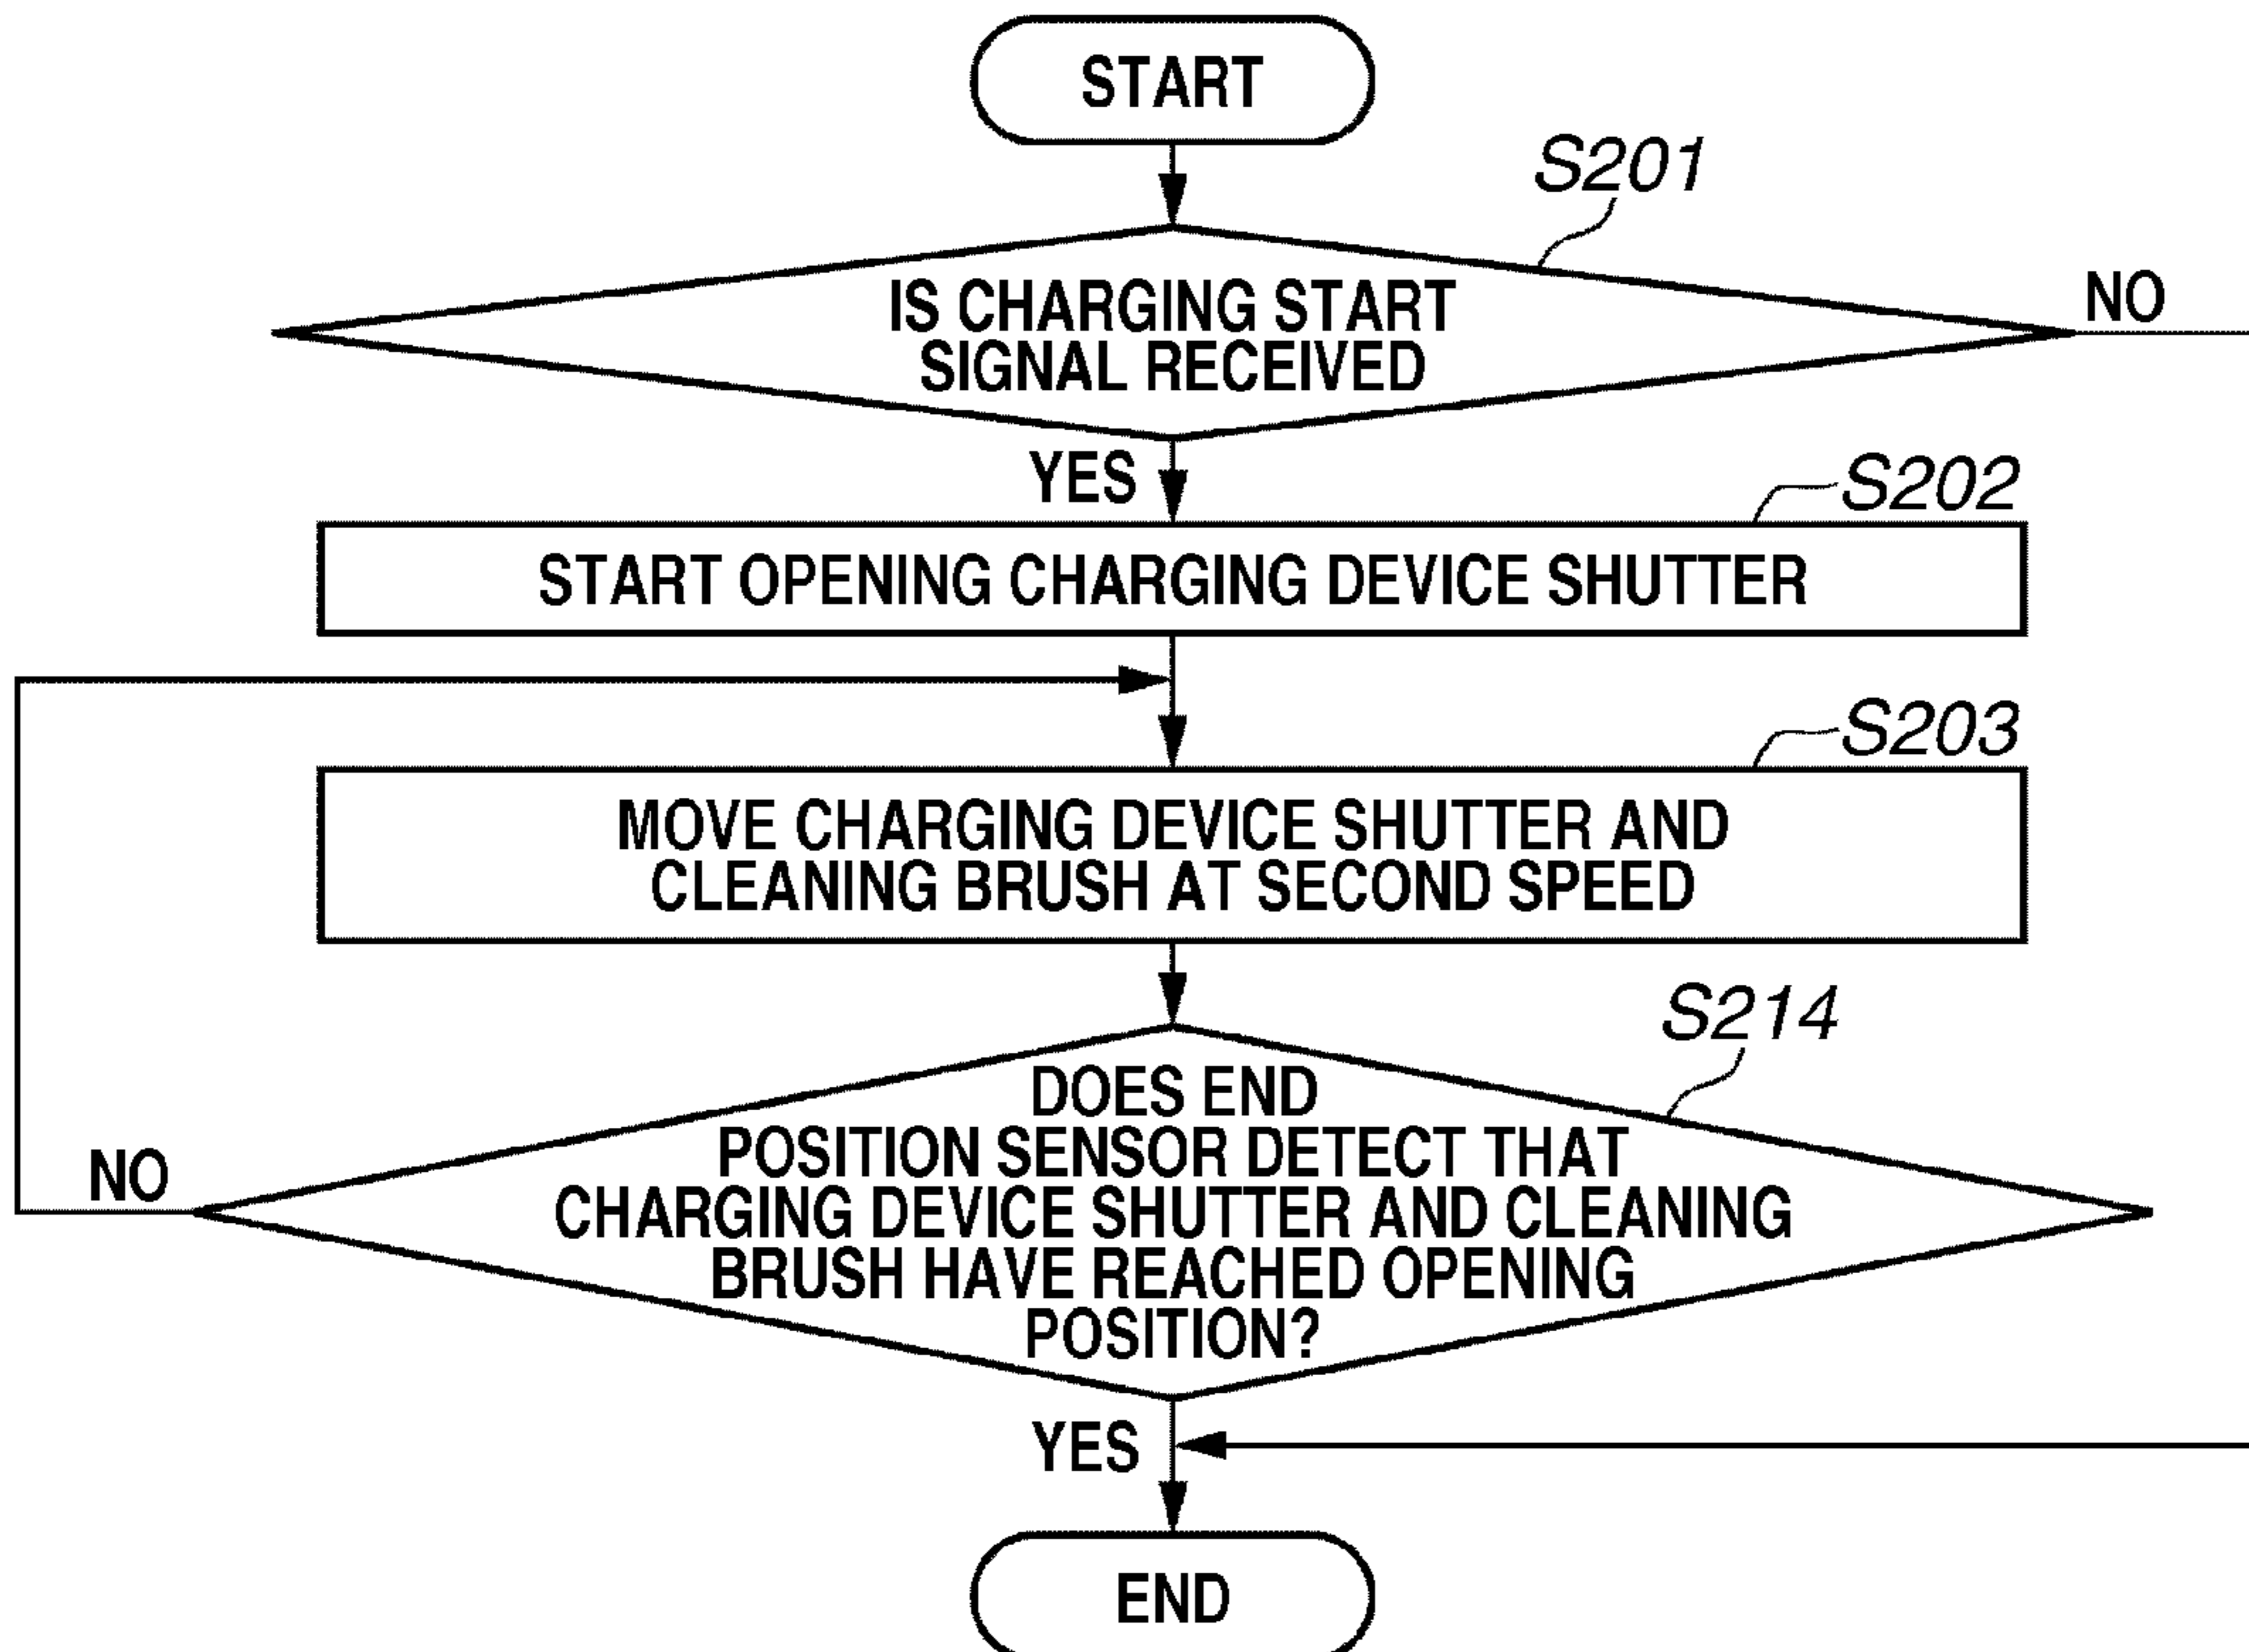 START
S201
IS CHARGING START
SIGNAL RECEIVED
NO
YES
S202
START OPENING CHARGING DEVICE SHUTTER
S203
MOVE CHARGING DEVICE SHUTTER AND
CLEANING BRUSH AT SECOND SPEED
S214
DOES END
POSITION SENSOR DETECT THAT
CHARGING DEVICE SHUTTER AND CLEANING
BRUSH HAVE REACHED OPENING
POSITION?
NO
YES
END